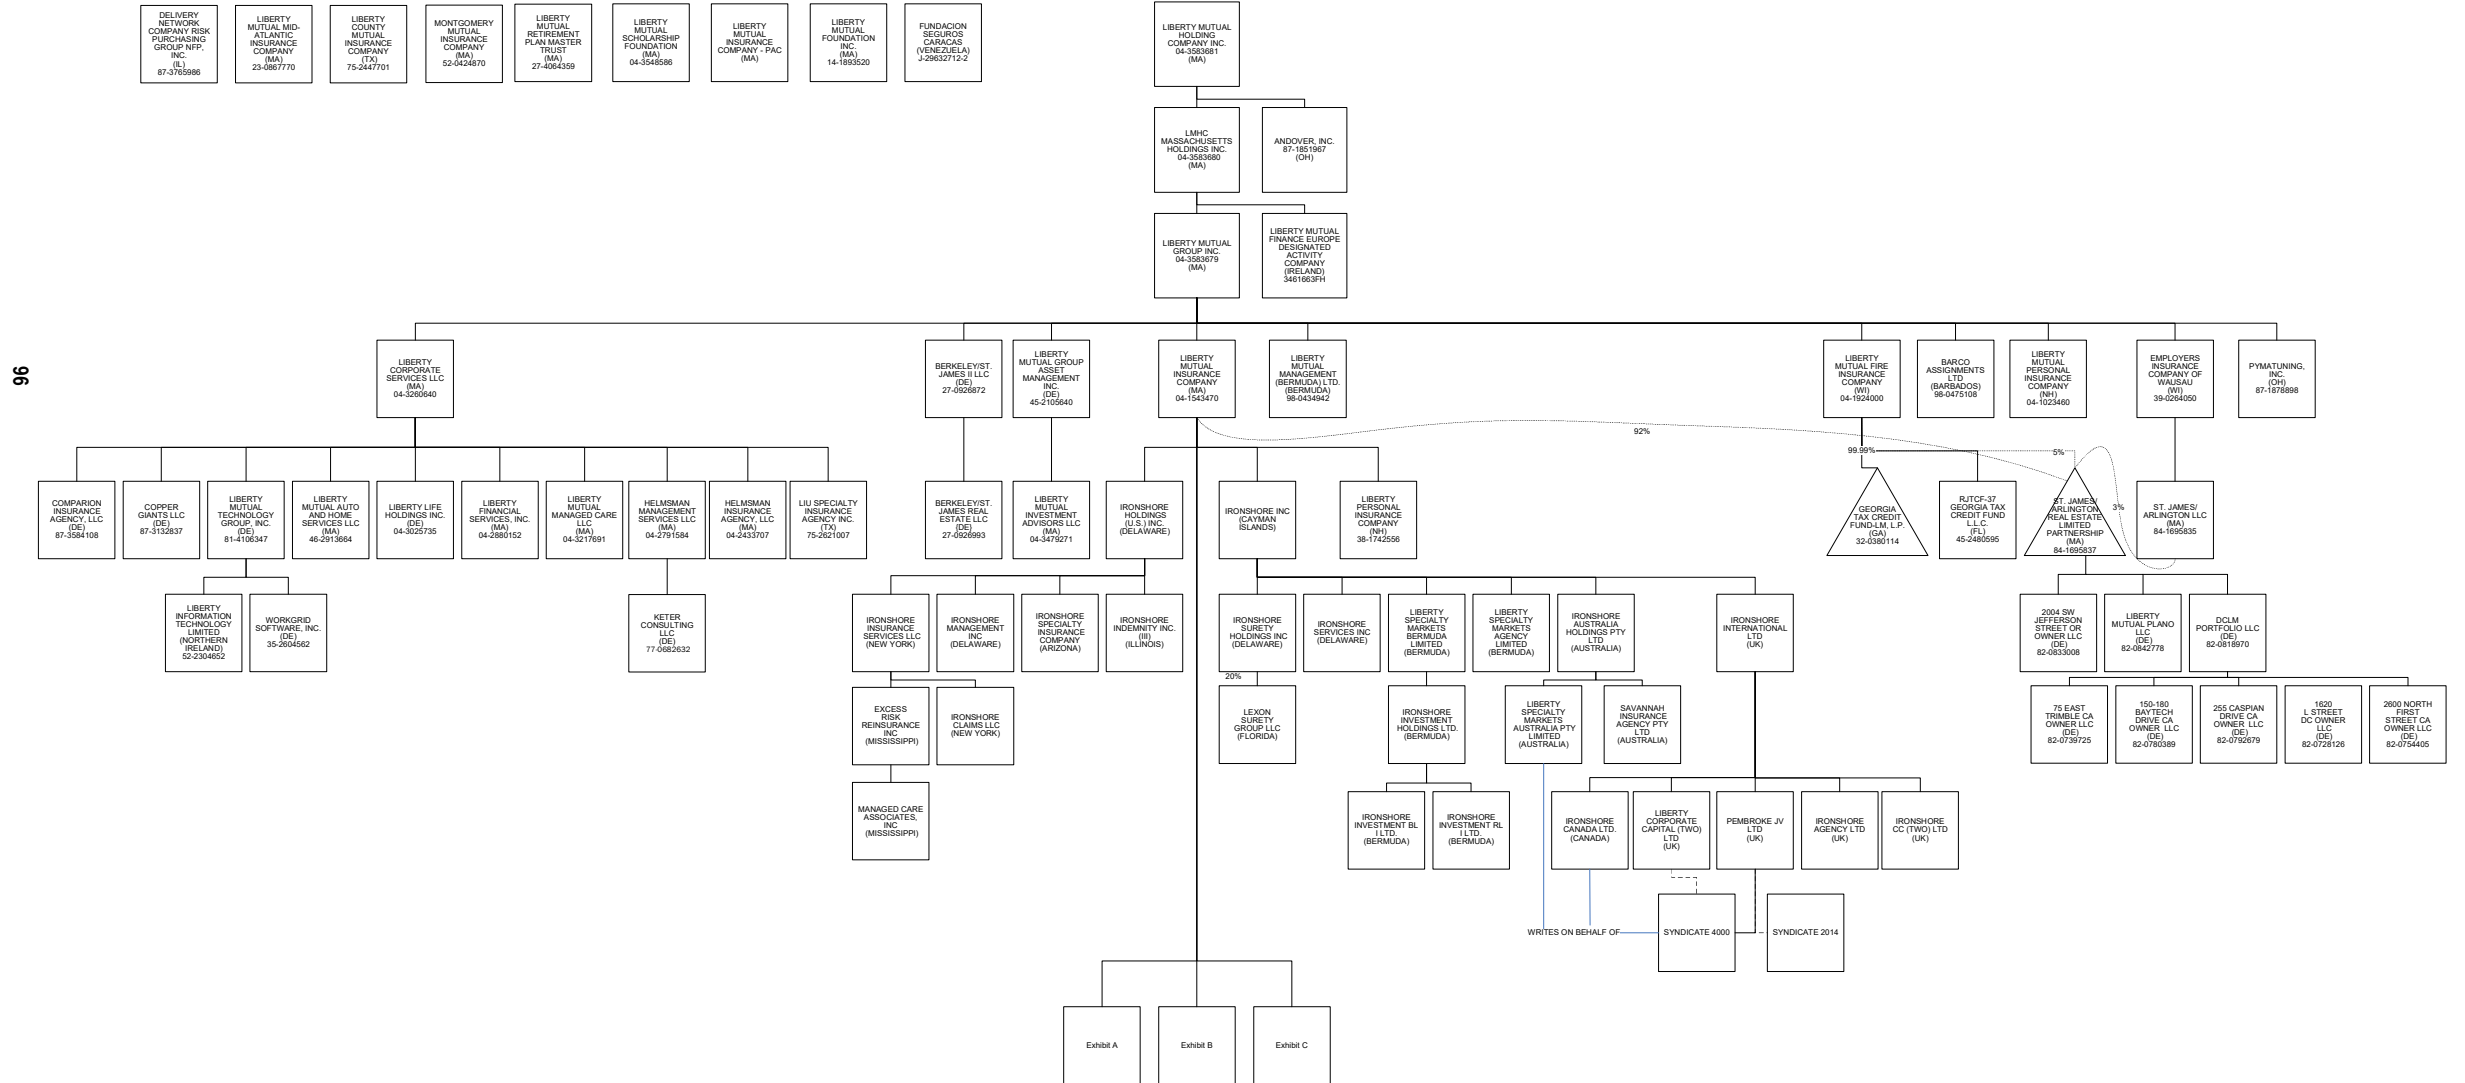 DELIVERY
NETWORK
COMPANY RISK
PURCHASING
GROUP NFP,
INC.
(IL)
87-3765986
LIBERTY
MUTUAL MID-
ATLANTIC
INSURANCE
COMPANY
(MA)
23-0867770
LIBERTY
COUNTY
MUTUAL
INSURANCE
COMPANY
(TX)
75-2447701
MONTGOMERY
MUTUAL
INSURANCE
COMPANY
(MA)
52-0424870
LIBERTY
MUTUAL
RETIREMENT
PLAN MASTER
TRUST
(MA)
27-4064359
LIBERTY
MUTUAL
SCHOLARSHIP
FOUNDATION
(MA)
04-3548586
LIBERTY
MUTUAL
INSURANCE
COMPANY - PAC
(MA)
LIBERTY
MUTUAL
FOUNDATION
INC.
(MA)
14-1893520
FUNDACION
SEGUROS
CARACAS
(VENEZUELA)
J-29632712-2
LIBERTY MUTUAL
HOLDING
COMPANY INC.
04-3583681
(MA)
LMHC
MASSACHUSETTS
HOLDINGS INC.
04-3583680
(MA)
ANDOVER, INC.
87-1851967
(OH)
LIBERTY MUTUAL
GROUP INC.
04-3583679
(MA)
LIBERTY MUTUAL
FINANCE EUROPE
DESIGNATED
ACTIVITY
COMPANY
(IRELAND)
3461663FH
96
LIBERTY
CORPORATE
SERVICES LLC
(MA)
04-3260640
BERKELEY/ST.
JAMES II LLC
(DE)
27-0926872
LIBERTY
MUTUAL GROUP
ASSET
MANAGEMENT
INC.
(DE)
45-2105640
LIBERTY
MUTUAL
INSURANCE
COMPANY
(MA)
04-1543470
LIBERTY
MUTUAL
MANAGEMENT
(BERMUDA) LTD.
(BERMUDA)
98-0434942
LIBERTY
MUTUAL FIRE
INSURANCE
COMPANY
(WI)
04-1924000
BARCO
ASSIGNMENTS
LTD
(BARBADOS)
98-0475108
LIBERTY
MUTUAL
PERSONAL
INSURANCE
COMPANY
(NH)
04-1023460
EMPLOYERS
INSURANCE
COMPANY OF
WAUSAU
(WI)
39-0264050
PYMATUNING,
INC.
(OH)
87-1878898
92%
99.99%
5%
3%
COMPARION
INSURANCE
AGENCY, LLC
(DE)
87-3584108
COPPER
GIANTS LLC
(DE)
87-3132837
LIBERTY
MUTUAL
TECHNOLOGY
GROUP, INC.
(DE)
81-4106347
LIBERTY
MUTUAL AUTO
AND HOME
SERVICES LLC
(MA)
46-2913664
LIBERTY LIFE
HOLDINGS INC.
(DE)
04-3025735
LIBERTY
FINANCIAL
SERVICES, INC.
(MA)
04-2880152
LIBERTY
MUTUAL
MANAGED CARE
LLC
(MA)
04-3217691
HELMSMAN
MANAGEMENT
SERVICES LLC
(MA)
04-2791584
HELMSMAN
INSURANCE
AGENCY, LLC
(MA)
04-2433707
LIU SPECIALTY
INSURANCE
AGENCY INC.
(TX)
75-2621007
BERKELEY/ST.
JAMES REAL
ESTATE LLC
(DE)
27-0926993
LIBERTY
MUTUAL
INVESTMENT
ADVISORS LLC
(MA)
04-3479271
IRONSHORE
HOLDINGS
(U.S.) INC.
(DELAWARE)
IRONSHORE INC
(CAYMAN
ISLANDS)
LIBERTY
PERSONAL
INSURANCE
COMPANY
(NH)
38-1742556
GEORGIA
TAX CREDIT
FUND-LM, L.P.
(GA)
32-0380114
RJTCF-37
GEORGIA TAX
CREDIT FUND
L.L.C.
(FL)
45-2480595
ST. JAMES/
ARLINGTON
REAL ESTATE
LIMITED
PARTNERSHIP
(MA)
84-1695837
ST. JAMES/
ARLINGTON LLC
(MA)
84-1695835
LIBERTY
INFORMATION
TECHNOLOGY
LIMITED
(NORTHERN
IRELAND)
52-2304652
WORKGRID
SOFTWARE, INC.
(DE)
35-2604562
KETER
CONSULTING
LLC
(DE)
77-0682632
IRONSHORE
INSURANCE
SERVICES LLC
(NEW YORK)
IRONSHORE
MANAGEMENT
INC
(DELAWARE)
IRONSHORE
SPECIALTY
INSURANCE
COMPANY
(ARIZONA)
IRONSHORE
INDEMNITY INC.
(III)
(ILLINOIS)
IRONSHORE
SURETY
HOLDINGS INC
(DELAWARE)
IRONSHORE
SERVICES INC
(DELAWARE)
LIBERTY
SPECIALTY
MARKETS
BERMUDA
LIMITED
(BERMUDA)
LIBERTY
SPECIALTY
MARKETS
AGENCY
LIMITED
(BERMUDA)
IRONSHORE
AUSTRALIA
HOLDINGS PTY
LTD
(AUSTRALIA)
IRONSHORE
INTERNATIONAL
LTD
(UK)
2004 SW
JEFFERSON
STREET OR
OWNER LLC
(DE)
82-0833008
LIBERTY
MUTUAL PLANO
LLC
(DE)
82-0842778
DCLM
PORTFOLIO LLC
(DE)
82-0818970
20%
EXCESS
RISK
REINSURANCE
INC
(MISSISSIPPI)
IRONSHORE
CLAIMS LLC
(NEW YORK)
LEXON
SURETY
GROUP LLC
(FLORIDA)
IRONSHORE
INVESTMENT
HOLDINGS LTD.
(BERMUDA)
LIBERTY
SPECIALTY
MARKETS
AUSTRALIA PTY
LIMITED
(AUSTRALIA)
SAVANNAH
INSURANCE
AGENCY PTY
LTD
(AUSTRALIA)
75 EAST
TRIMBLE CA
OWNER LLC
(DE)
82-0739725
150-180
BAYTECH
DRIVE CA
OWNER LLC
(DE)
82-0780389
255 CASPIAN
DRIVE CA
OWNER LLC
(DE)
82-0792679
1620
L STREET
DC OWNER
LLC
(DE)
82-0728126
2600 NORTH
FIRST
STREET CA
OWNER LLC
(DE)
82-0754405
MANAGED CARE
ASSOCIATES,
INC
(MISSISSIPPI)
IRONSHORE
INVESTMENT BL
I LTD.
(BERMUDA)
IRONSHORE
INVESTMENT RL
I LTD.
(BERMUDA)
IRONSHORE
CANADA LTD.
(CANADA)
LIBERTY
CORPORATE
CAPITAL (TWO)
LTD
(UK)
PEMBROKE JV
LTD
(UK)
IRONSHORE
AGENCY LTD
(UK)
IRONSHORE
CC (TWO) LTD
(UK)
WRITES ON BEHALF OF
SYNDICATE 4000
SYNDICATE 2014
Exhibit A
Exhibit B
Exhibit C